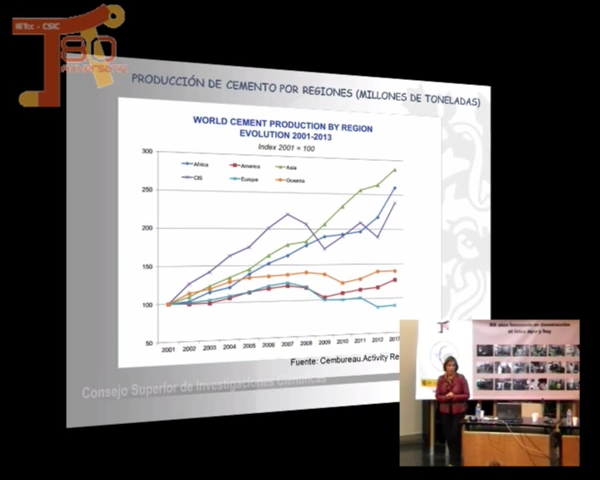 IETcc - CSIC
80
Aniversario
PRODUCCIÓN DE CEMENTO POR REGIONES (MILLONES DE TONELADAS)
WORLD CEMENT PRODUCTION BY REGION
EVOLUTION 2001-2013
Index 2001 = 100
Africa America Asia
CIS Europe Oceania
300
250
200
150
100
50
2001 2002 2003 2004 2005 2006 2007 2008 2009 2010 2011 2012
Fuente: Cembureau.Activity Re
Consejo Superior de Investigaciones Científicas